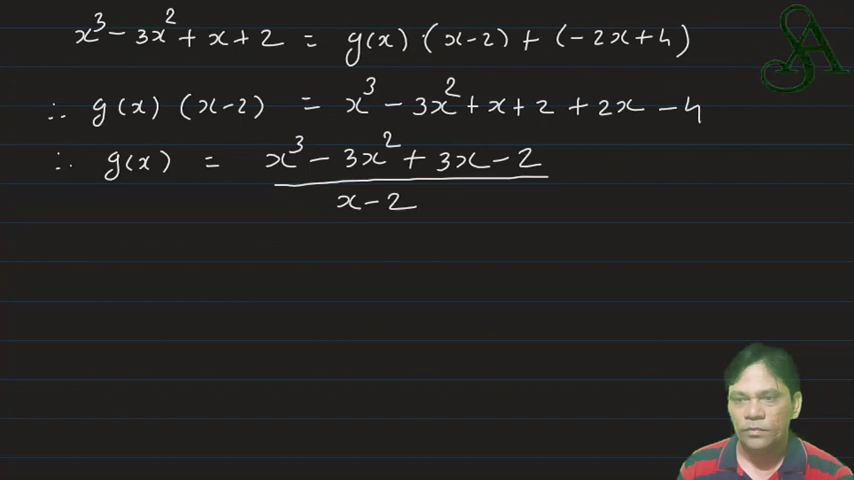 x³ - 3x² + x + 2 = g(x) (x-2) + (-2x+4)
∴ g(x) (x-2) = x³ - 3x² + x + 2 + 2x - 4
∴ g(x) = x³ - 3x² + 3x - 2
x - 2